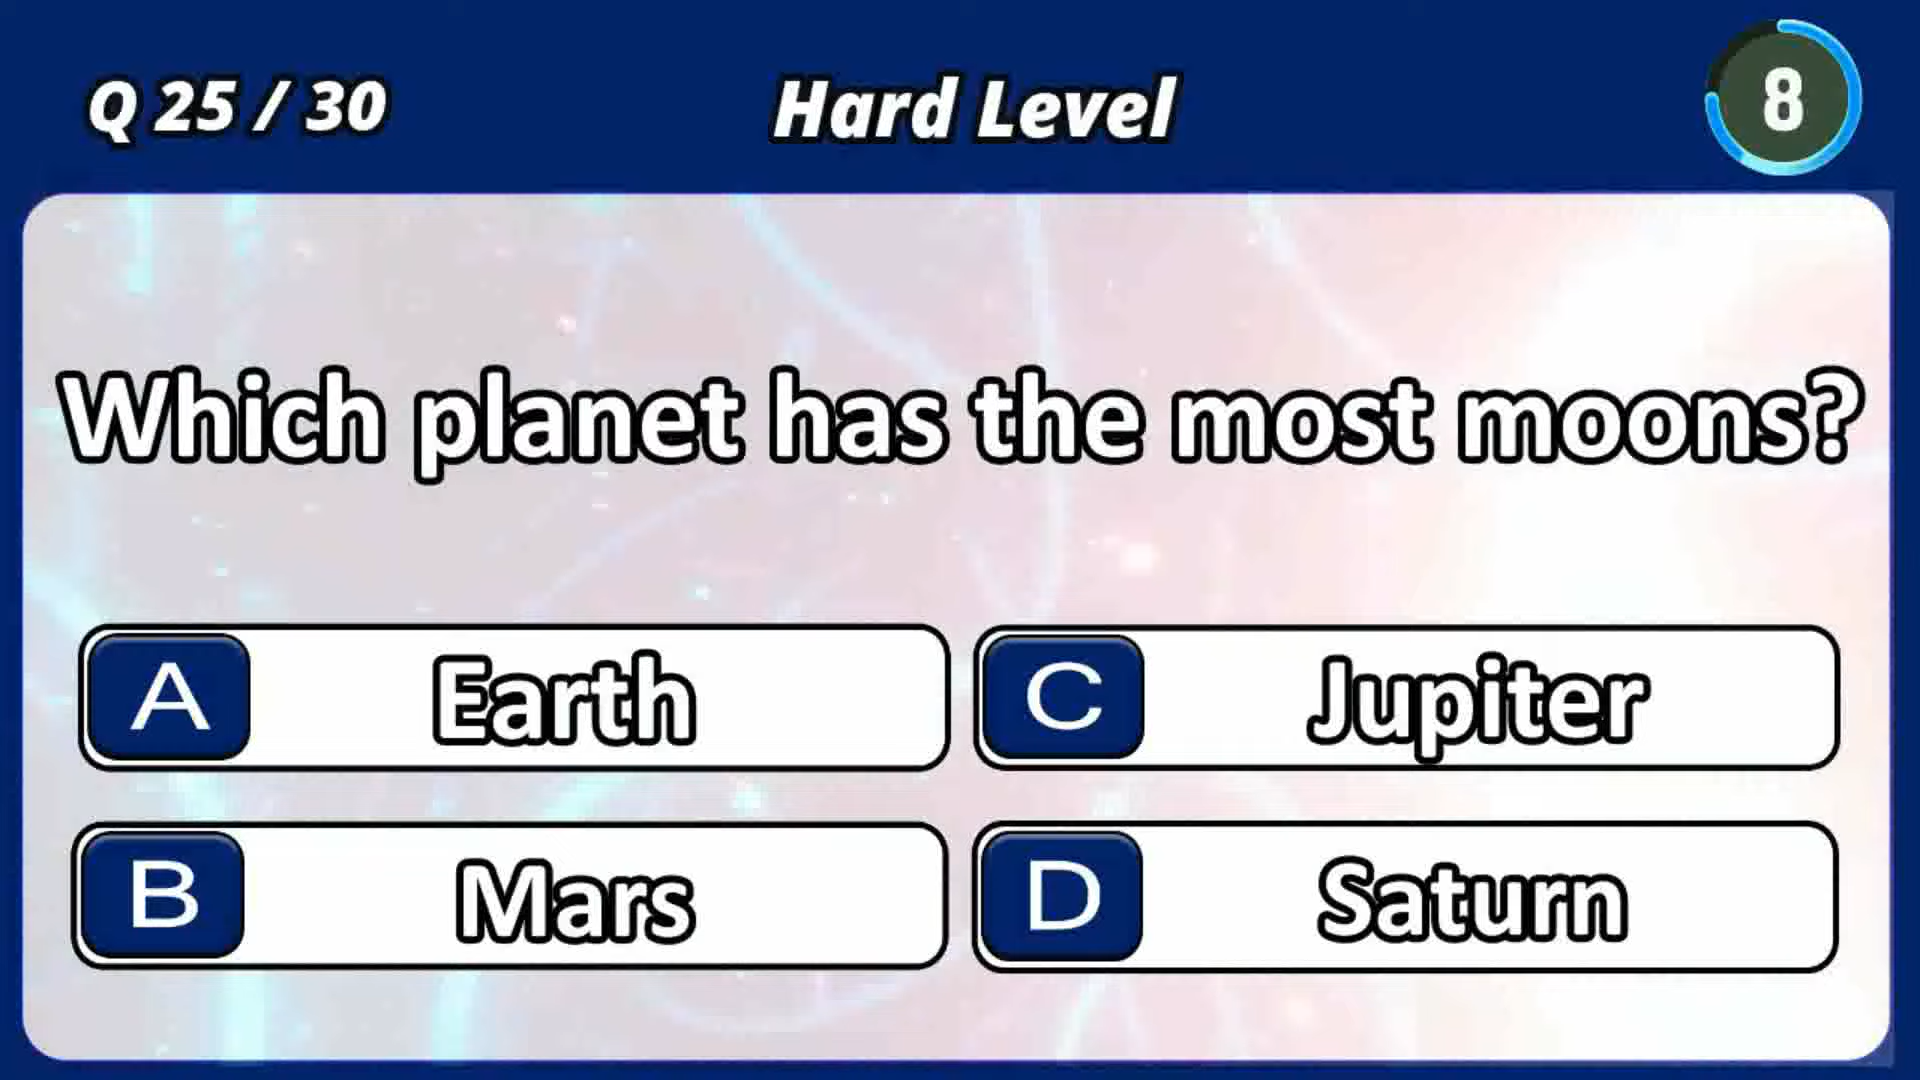 Q 25 / 30
Hard Level
8
Which planet has the most moons?
A Earth
C Jupiter
B Mars
D Saturn